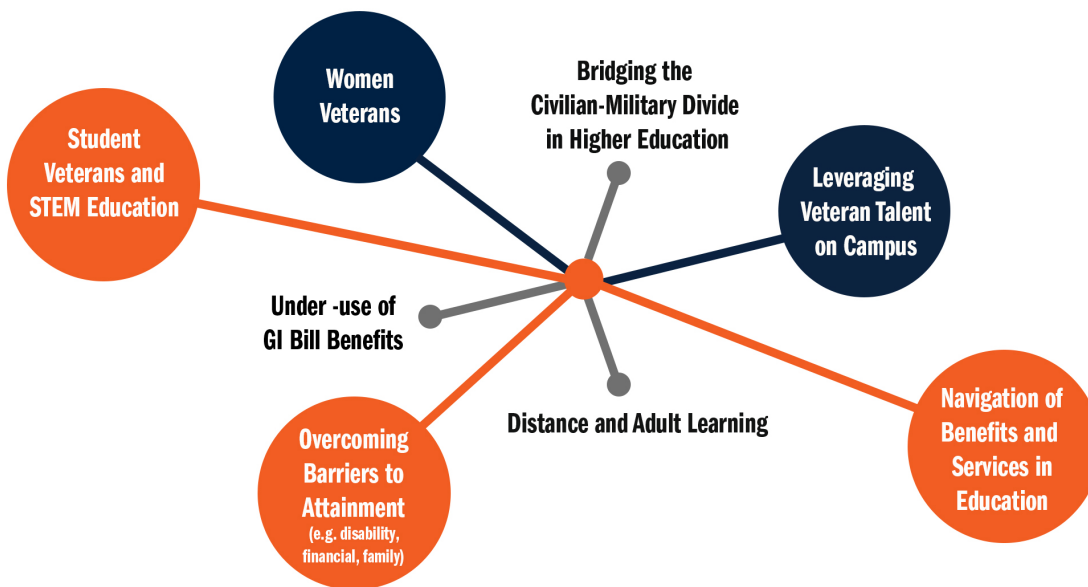 Women
Veterans
Bridging the
Civilian-Military Divide
in Higher Education
Student
Veterans and
STEM Education
Leveraging
Veteran Talent
on Campus
Under -use of
GI Bill Benefits
Overcoming
Barriers to
Attainment
(e.g. disability,
financial, family)
Distance and Adult Learning
Navigation of
Benefits and
Services in
Education